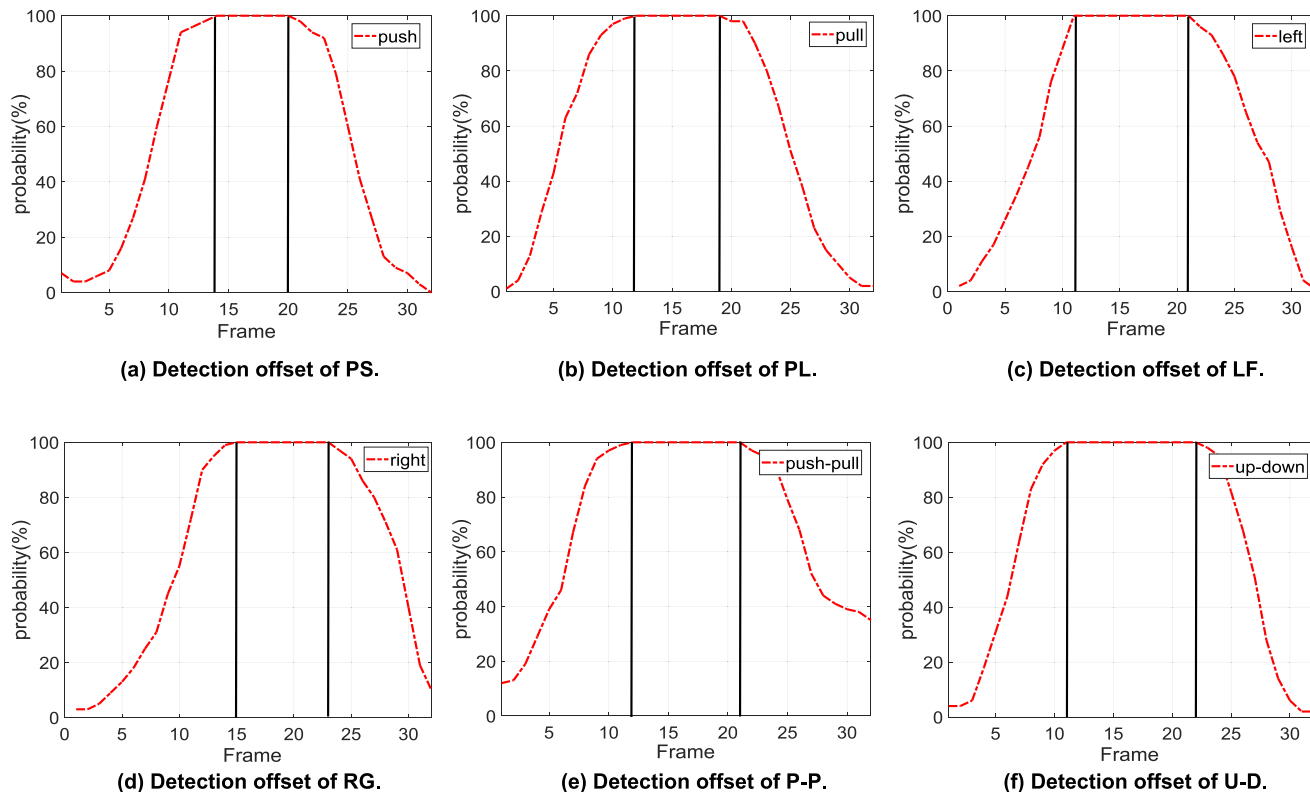 100
80
60
40
20
0
probability(%)
push
5 10 15 20 25 30
Frame
(a) Detection offset of PS.
100
80
60
40
20
0
probability(%)
pull
5 10 15 20 25 30
Frame
(b) Detection offset of PL.
100
80
60
40
20
0
probability(%)
left
0 5 10 15 20 25 30
Frame
(c) Detection offset of LF.
100
80
60
40
20
0
probability(%)
right
0 5 10 15 20 25 30
Frame
(d) Detection offset of RG.
100
80
60
40
20
0
probability(%)
push-pull
5 10 15 20 25 30
Frame
(e) Detection offset of P-P.
100
80
60
40
20
0
probability(%)
up-down
5 10 15 20 25 30
Frame
(f) Detection offset of U-D.